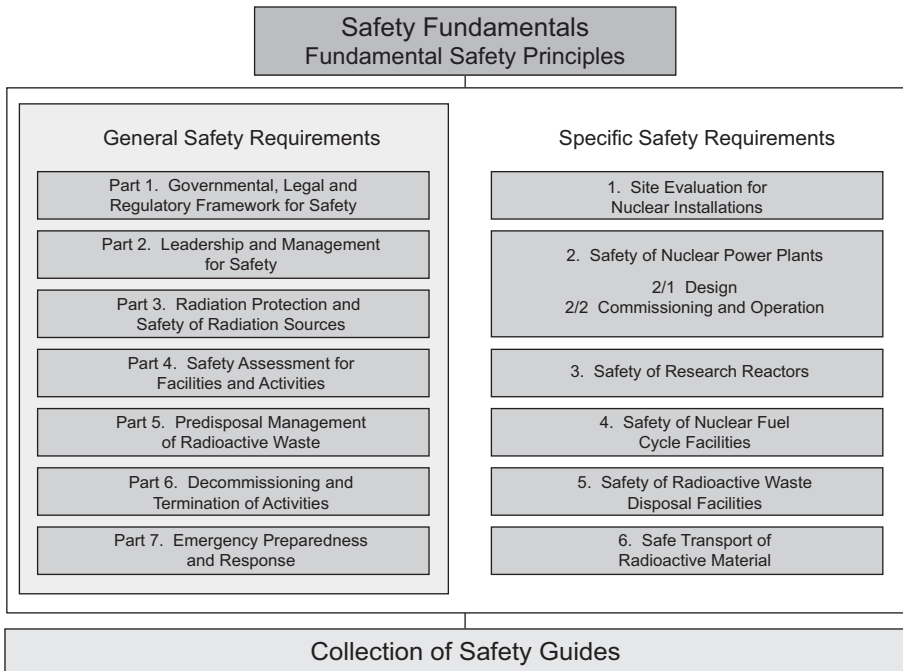 Safety Fundamentals
Fundamental Safety Principles
General Safety Requirements
Part 1. Governmental, Legal and
Regulatory Framework for Safety
Part 2. Leadership and Management
for Safety
Part 3. Radiation Protection and
Safety of Radiation Sources
Part 4. Safety Assessment for
Facilities and Activities
Part 5. Predisposal Management
of Radioactive Waste
Part 6. Decommissioning and
Termination of Activities
Part 7. Emergency Preparedness
and Response
Specific Safety Requirements
1. Site Evaluation for
Nuclear Installations
2. Safety of Nuclear Power Plants
2/1 Design
2/2 Commissioning and Operation
3. Safety of Research Reactors
4. Safety of Nuclear Fuel
Cycle Facilities
5. Safety of Radioactive Waste
Disposal Facilities
6. Safe Transport of
Radioactive Material
Collection of Safety Guides